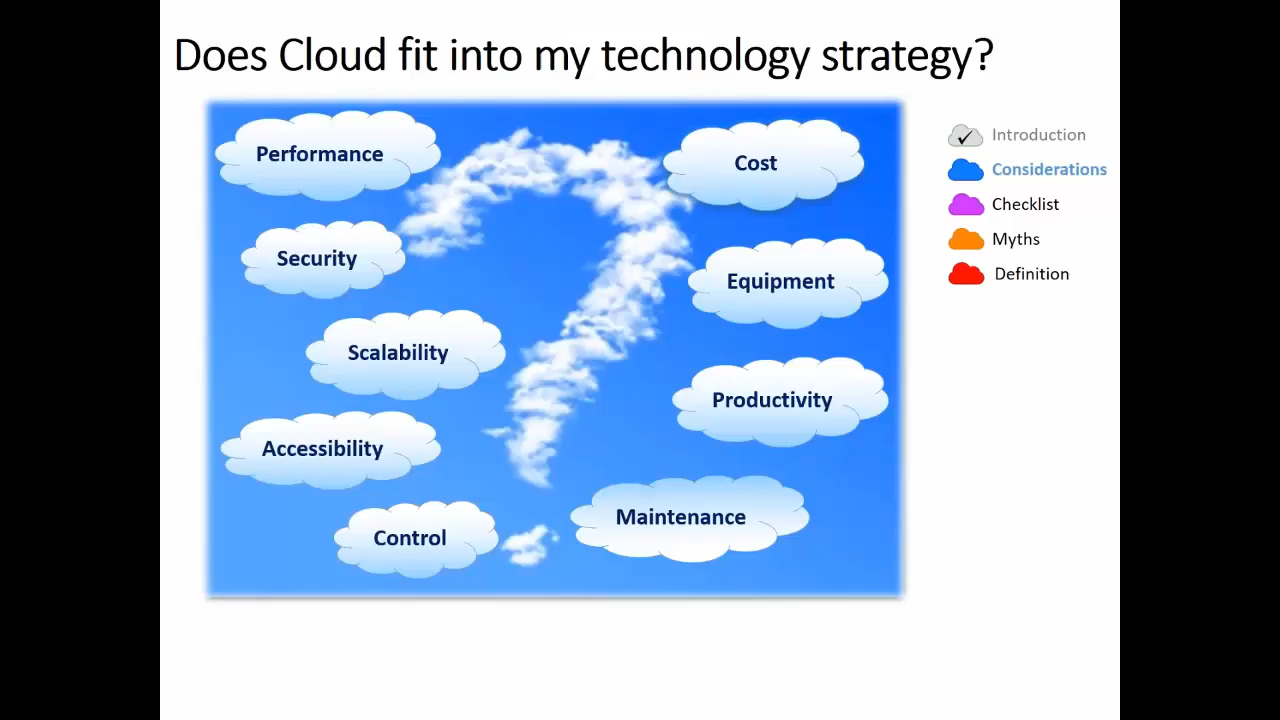 Does Cloud fit into my technology strategy?
Performance
Security
Scalability
Accessibility
Control
Cost
Equipment
Productivity
Maintenance
Introduction
Considerations
Checklist
Myths
Definition